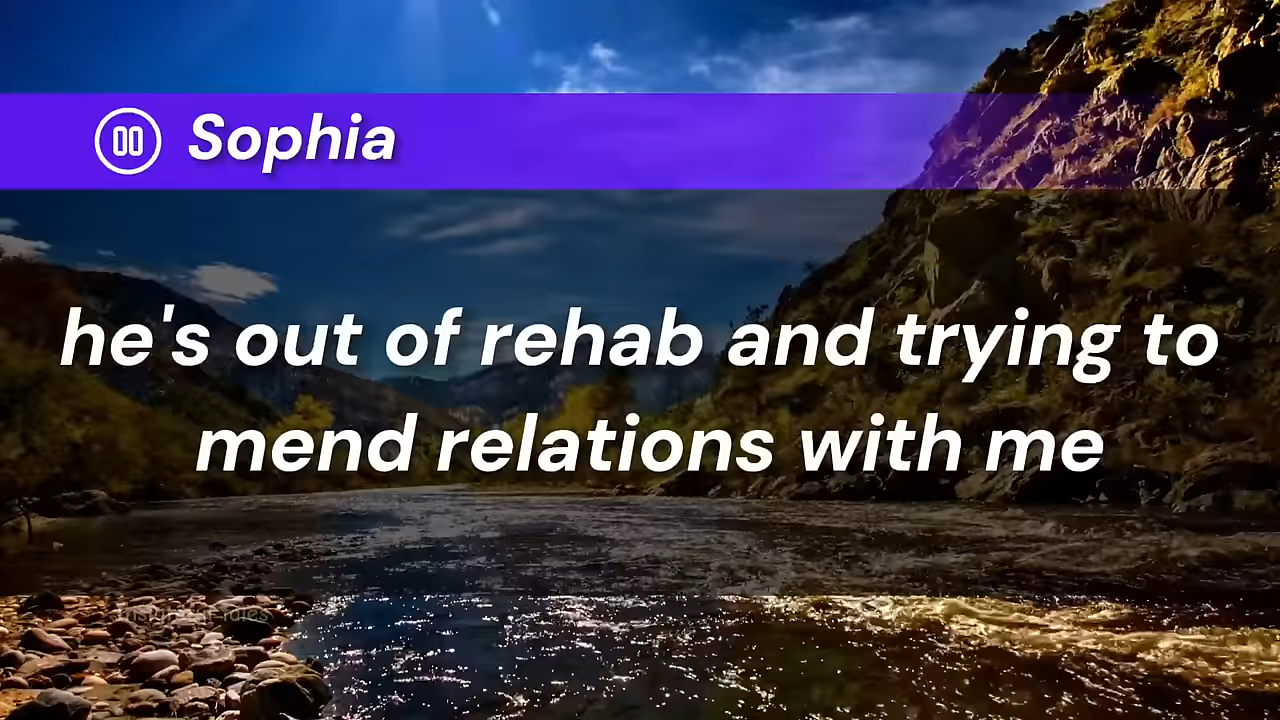 Sophia
he's out of rehab and trying to
mend relations with me